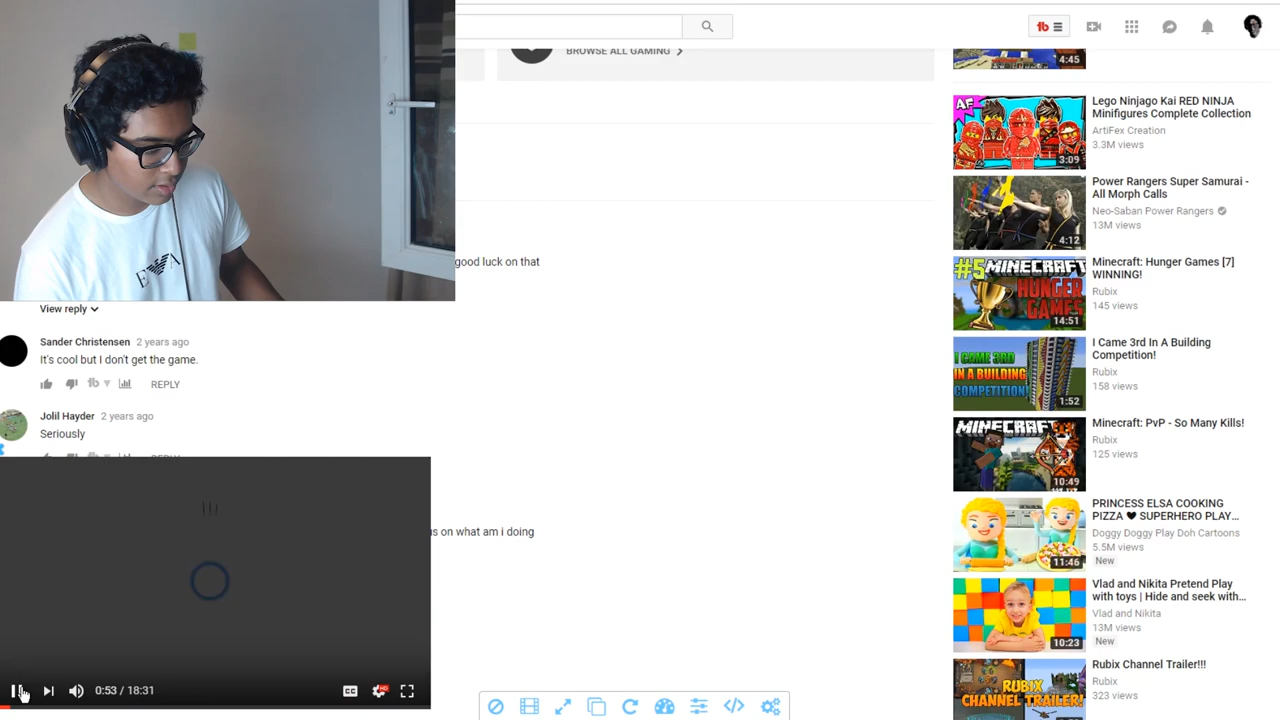 BROWSE ALL GAMING
4:45
Lego Ninjago Kai RED NINJA
Minifigures Complete Collection
ArtiFex Creation
3.3M views
AF
3:09
Power Rangers Super Samurai -
All Morph Calls
Neo-Saban Power Rangers
13M views
4:12
good luck on that
Minecraft: Hunger Games [7]
WINNING!
Rubix
145 views
#5 MINECRAFT
HUNGER
GAMES
14:51
View reply
Sander Christensen 2 years ago
It's cool but I don't get the game.
REPLY
I Came 3rd In A Building
Competition!
Rubix
158 views
I CAME 3RD
IN A BUILDING
COMPETITION!
1:52
Jolil Hayder 2 years ago
Seriously
REPLY
Minecraft: PvP - So Many Kills!
Rubix
125 views
MINECRAFT
10:49
us on what am i doing
PRINCESS ELSA COOKING
PIZZA ♥ SUPERHERO PLAY...
Doggy Doggy Play Doh Cartoons
5.5M views
New
11:46
Vlad and Nikita Pretend Play
with toys | Hide and seek with...
Vlad and Nikita
13M views
New
10:23
Rubix Channel Trailer!!!
Rubix
323 views
RUBIX
CHANNEL TRAILER!
0:53 / 18:31
CC
HD